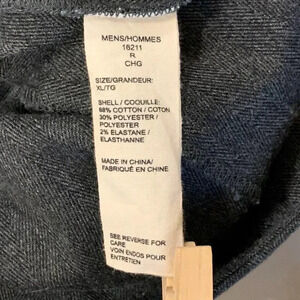 MENS/HOMMES
16211
R
CHG
SIZE/GRANDEUR:
XL/TG
SHELL / COQUILLE:
68% COTTON / COTON
30% POLYESTER /
POLYESTER
2% ELASTANE /
ELASTHANNE
MADE IN CHINA/
FABRIQUÉ EN CHINE
SEE REVERSE FOR
CARE
VOIR ENDOS POUR
ENTRETIEN